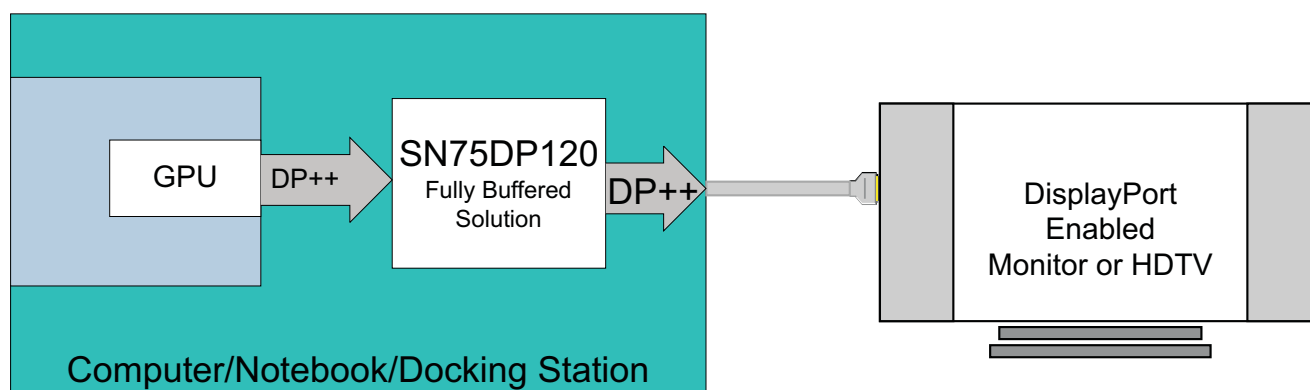 GPU
DP++
SN75DP120
Fully Buffered
Solution
DP++
DisplayPort
Enabled
Monitor or HDTV
Computer/Notebook/Docking Station